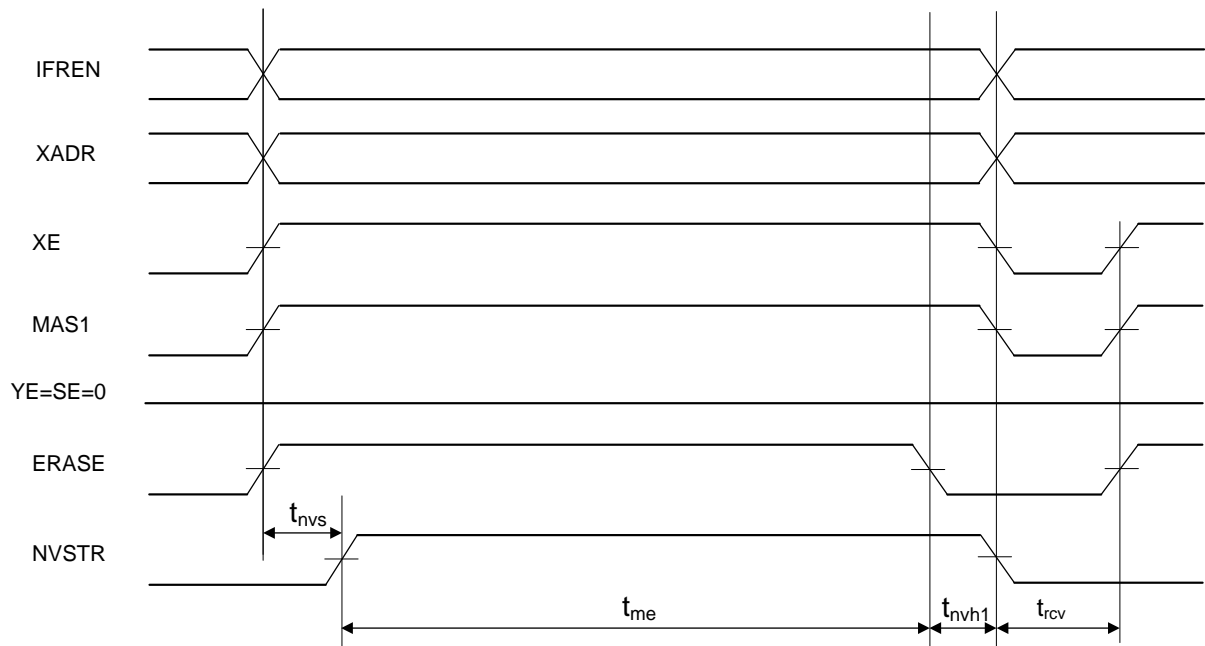 IFREN
XADR
XE
MAS1
YE=SE=0
ERASE
tnvs
NVSTR
tme
tnvh1
trcv